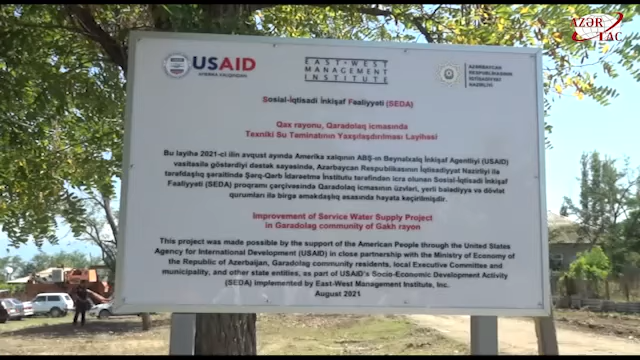 AZƏRTAC
USAID
AMERİKA XALQINDAN
EAST-WEST
MANAGEMENT
INSTITUTE
AZƏRBAYCAN
RESPUBLİKASININ
İQTİSADİYYAT
NAZİRLİYİ
Sosial-İqtisadi İnkişaf Fəaliyyəti (SEDA)
Qax rayonu, Qaradolaq icmasında
Texniki Su Təminatının Yaxşılaşdırılması Layihəsi
Bu layihə 2021-ci ilin avqust ayında Amerika xalqının ABŞ-ın Beynəlxalq İnkişaf Agentliyi (USAID)
vasitəsilə göstərdiyi dəstək sayəsində, Azərbaycan Respublikasının İqtisadiyyat Nazirliyi ilə
tərəfdaşlıq şəraitində Şərq-Qərb İdarəetmə İnstitutu tərəfindən icra olunan Sosial-İqtisadi İnkişaf
Fəaliyyəti (SEDA) proqramı çərçivəsində Qaradolaq icmasının üzvləri, yerli bələdiyyə və dövlət
qurumları ilə birgə əməkdaşlıq əsasında həyata keçirilmişdir.
Improvement of Service Water Supply Project
in Garadolag community of Gakh rayon
This project was made possible by the support of the American People through the United States
Agency for International Development (USAID) in close partnership with the Ministry of Economy of
the Republic of Azerbaijan, Garadolag community residents, local Executive Committee and
municipality, and other state entities, as part of USAID's Socio-Economic Development Activity
(SEDA) implemented by East-West Management Institute, Inc.
August 2021